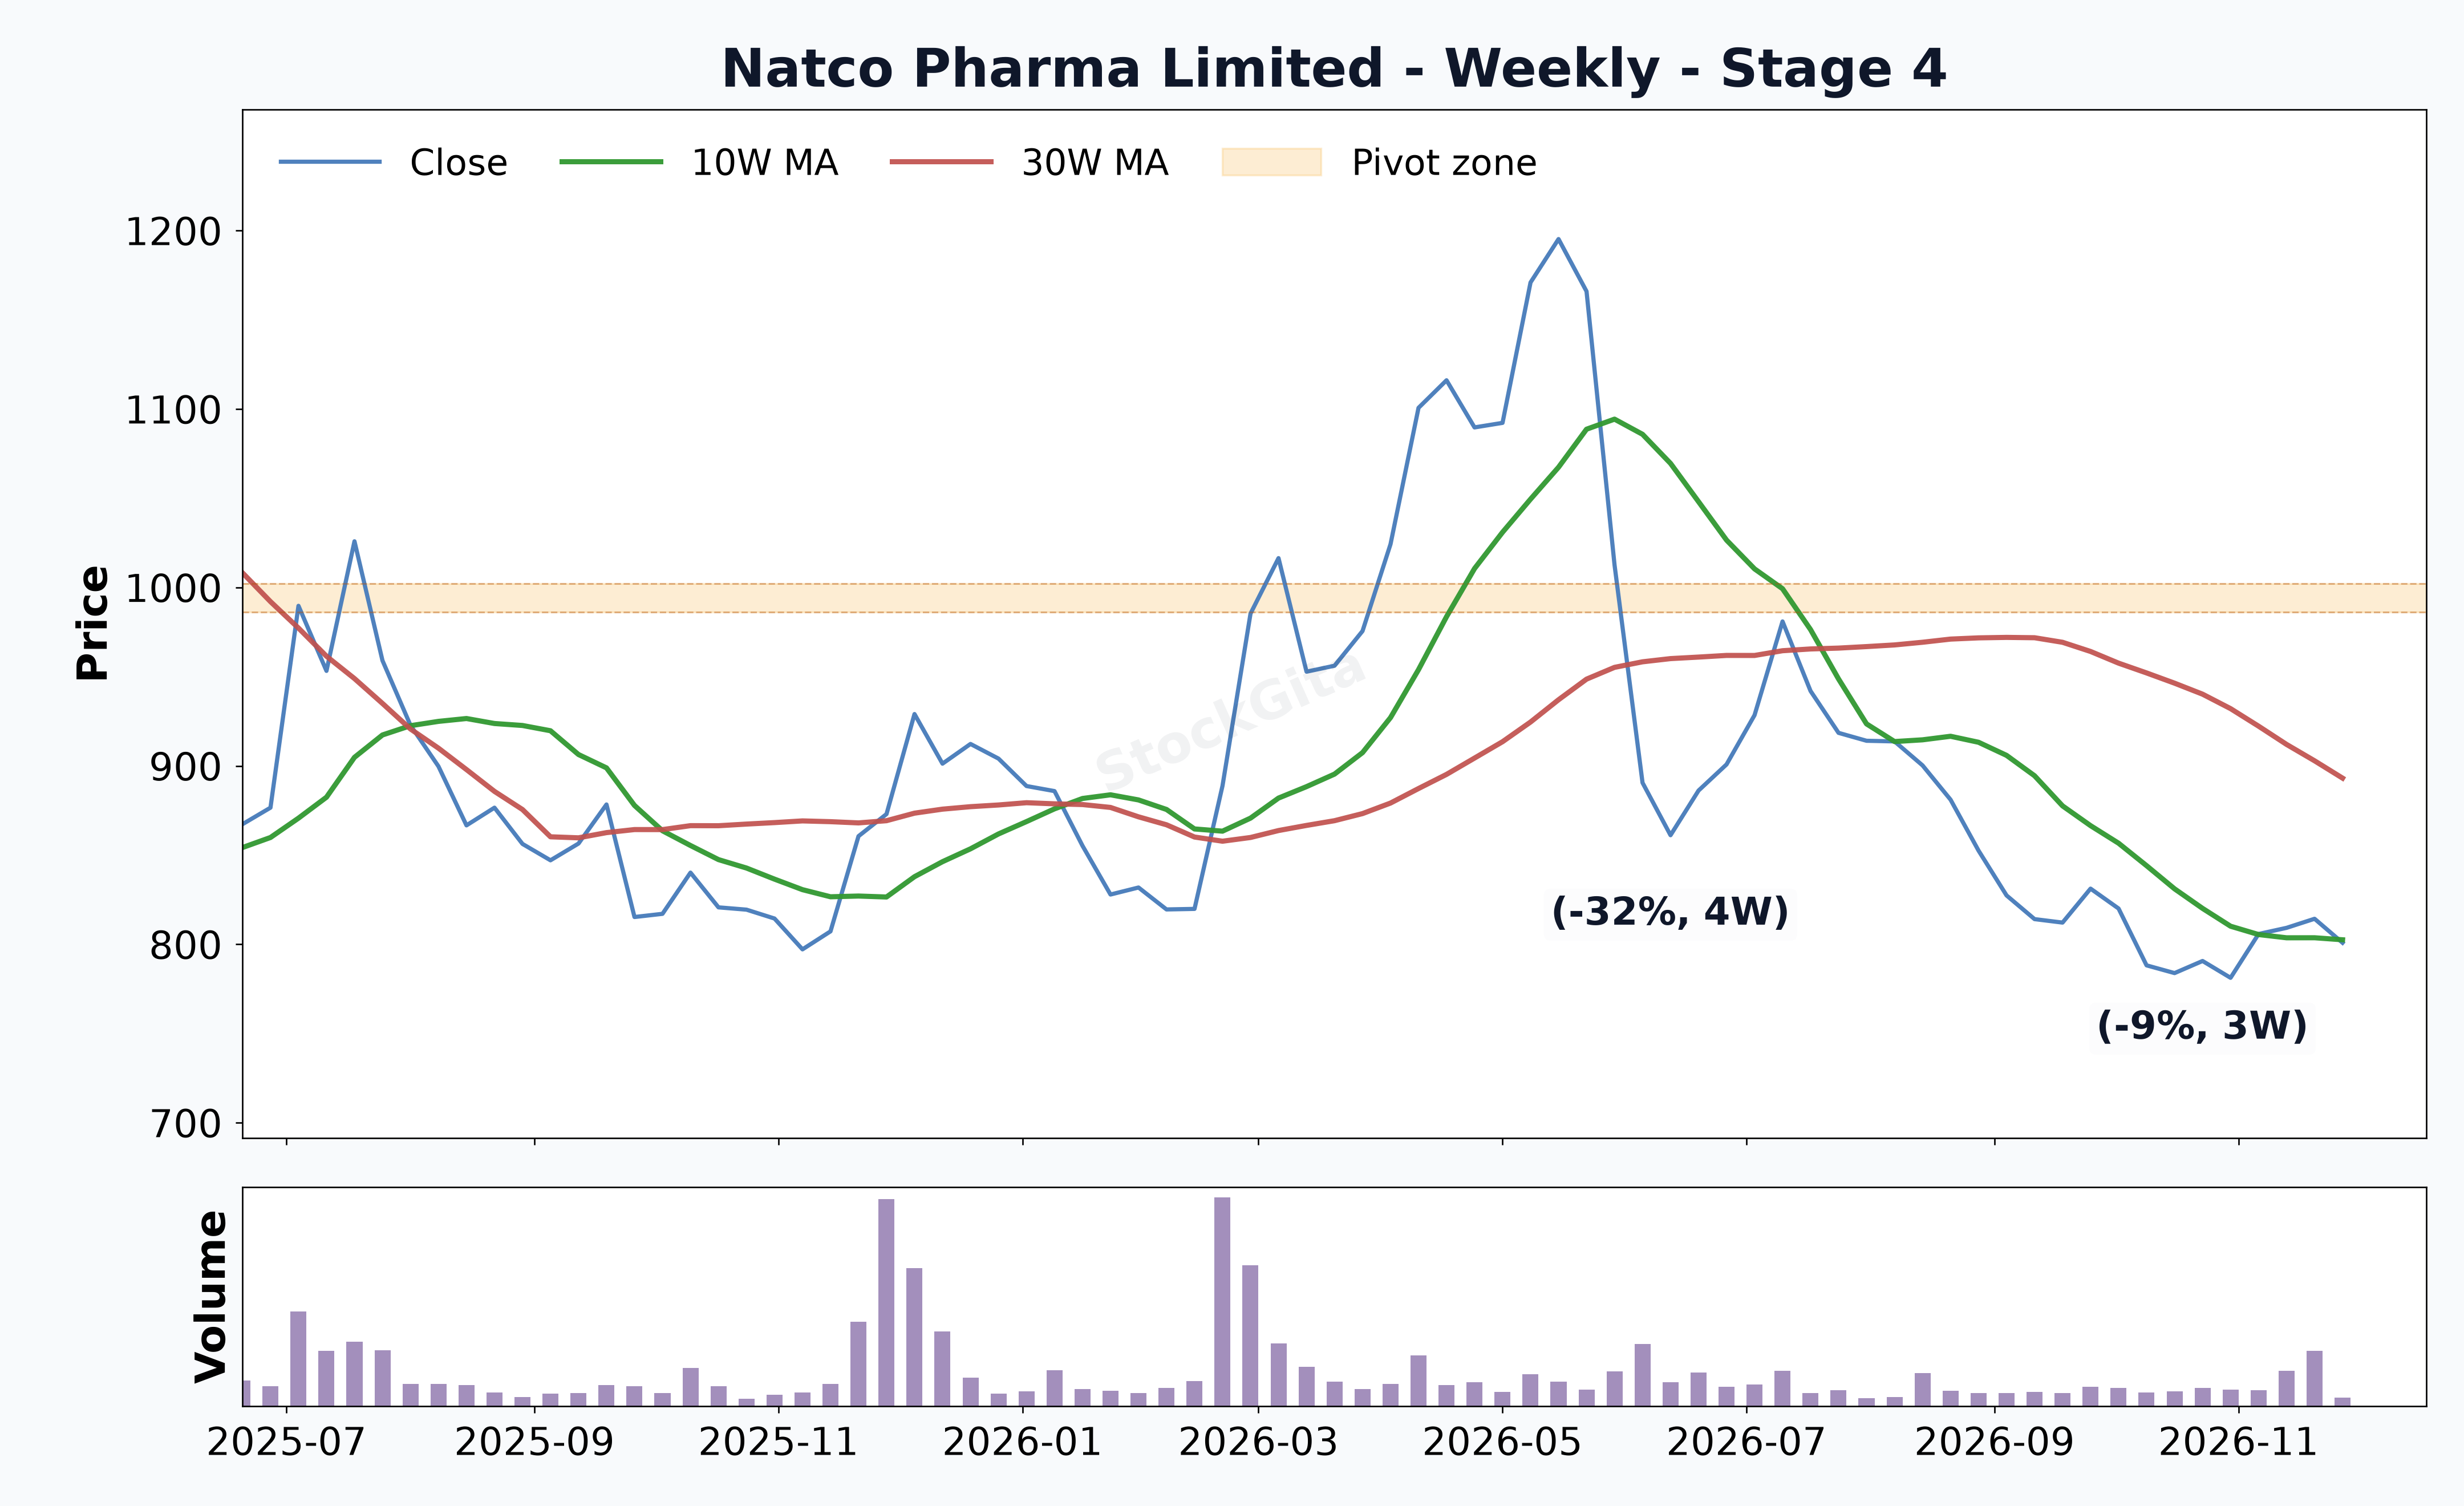 Natco Pharma Limited - Weekly - Stage 4
Close 10W MA 30W MA Pivot zone
1200
1100
1000
900
800
700
Price
StockGita
(-32%, 4W)
(-9%, 3W)
Volume
2025-07 2025-09 2025-11 2026-01 2026-03 2026-05 2026-07 2026-09 2026-11